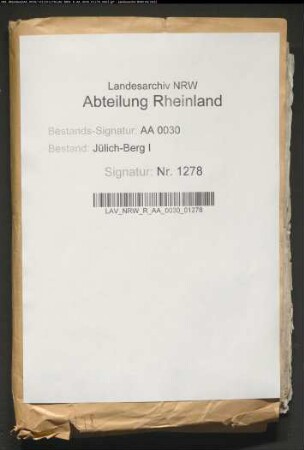 Landesarchiv NRW
Abteilung Rheinland
Bestands-Signatur: AA 0030
Bestand: Jülich-Berg I
Signatur: Nr. 1278
LAV_NRW_R_AA_0030_01278